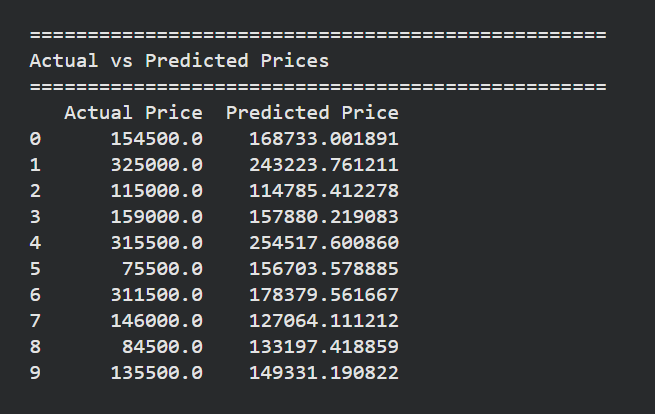 ==================================================
Actual vs Predicted Prices
==================================================
   Actual Price  Predicted Price
0      154500.0    168733.001891
1      325000.0    243223.761211
2      115000.0    114785.412278
3      159000.0    157880.219083
4      315500.0    254517.600860
5       75500.0    156703.578885
6      311500.0    178379.561667
7      146000.0    127064.111212
8       84500.0    133197.418859
9      135500.0    149331.190822